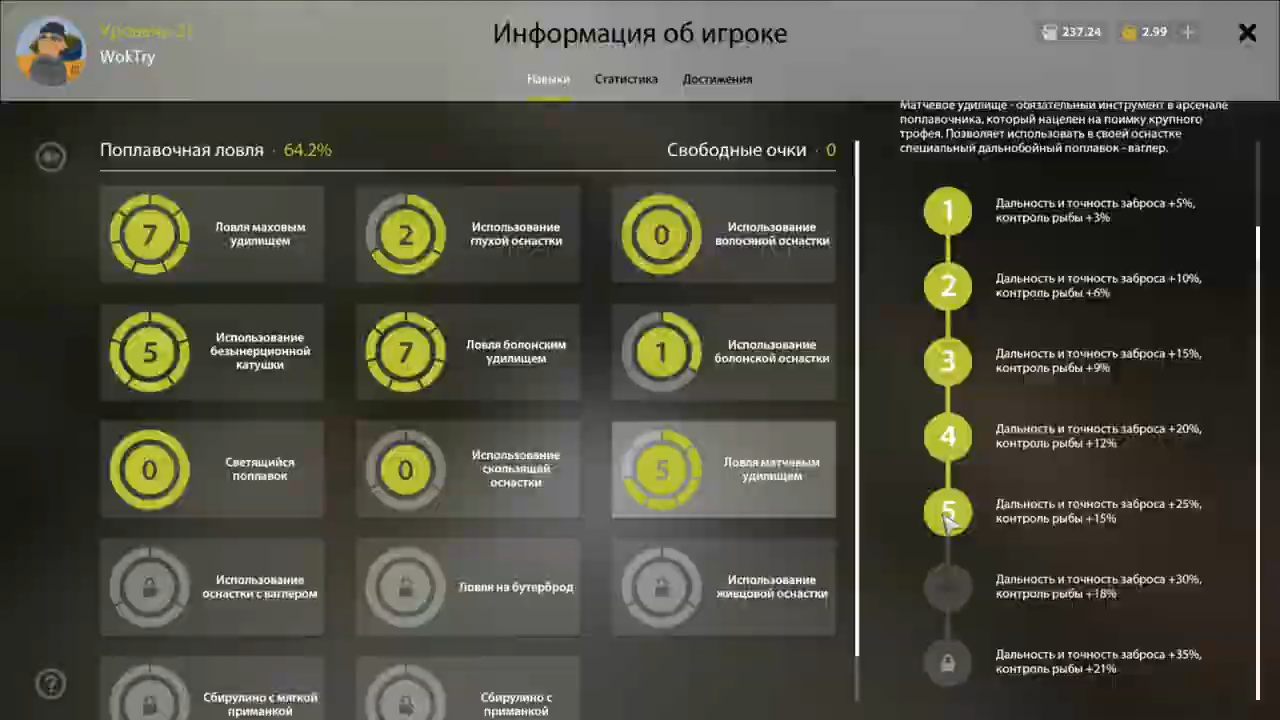 Уровень 21
WokTry
Информация об игроке
237.24
2.99
Навыки
Статистика
Достижения
Поплавочная ловля · 64.2%
Свободные очки · 0
7
Ловля маховым
удилищем
2
Использование
глухой оснастки
0
Использование
волосяной оснастки
5
Использование
безынерционной
катушки
7
Ловля болонским
удилищем
1
Использование
болонской оснастки
0
Светящийся
поплавок
0
Использование
скользящей
оснастки
5
Ловля матчевым
удилищем
Использование
оснастки с ваглером
Ловля на бутерброд
Использование
живцовой оснастки
Сбирулино с мягкой
приманкой
Сбирулино с
приманкой
Матчевое удилище - обязательный инструмент в арсенале
поплавочника, который нацелен на поимку крупного
трофея. Позволяет использовать в своей оснастке
специальный дальнобойный поплавок - ваглер.
1
Дальность и точность заброса +5%,
контроль рыбы +3%
2
Дальность и точность заброса +10%,
контроль рыбы +6%
3
Дальность и точность заброса +15%,
контроль рыбы +9%
4
Дальность и точность заброса +20%,
контроль рыбы +12%
5
Дальность и точность заброса +25%,
контроль рыбы +15%
Дальность и точность заброса +30%,
контроль рыбы +18%
Дальность и точность заброса +35%,
контроль рыбы +21%
?